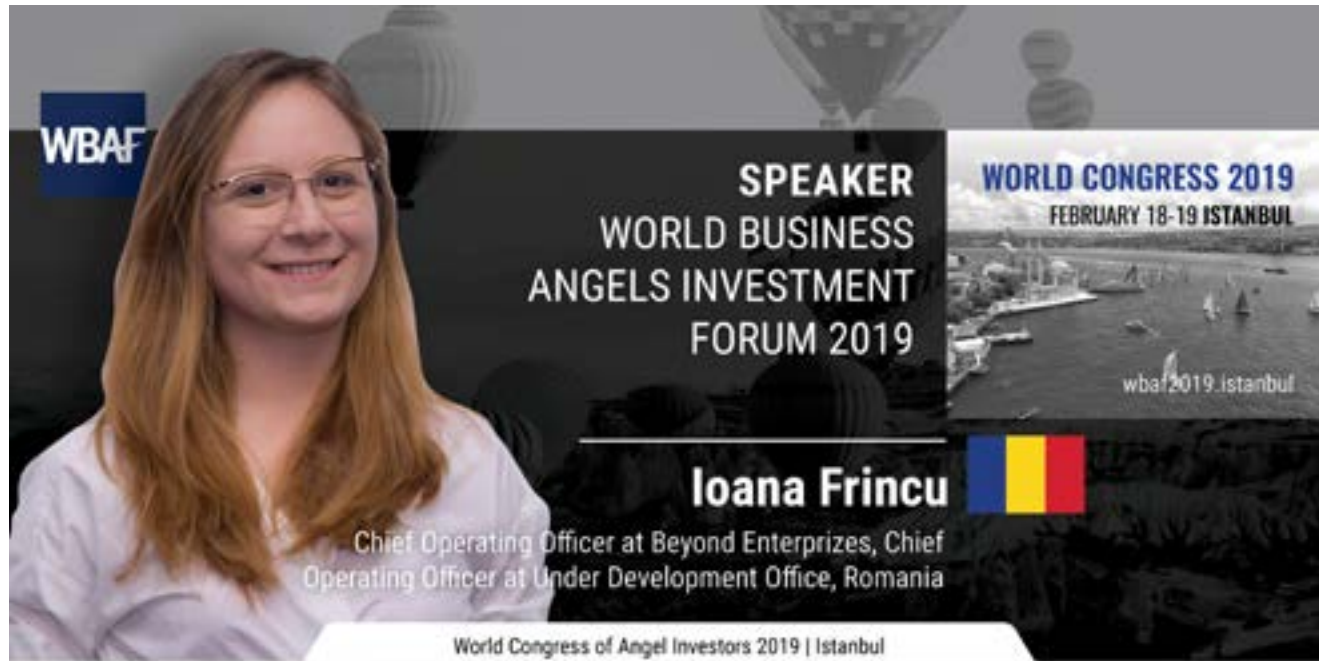 WBAF
SPEAKER
WORLD BUSINESS
ANGELS INVESTMENT
FORUM 2019
WORLD CONGRESS 2019
FEBRUARY 18-19 ISTANBUL
wbaf2019.istanbul
Ioana Frincu
Chief Operating Officer at Beyond Enterprizes, Chief
Operating Officer at Under Development Office, Romania
World Congress of Angel Investors 2019 | Istanbul